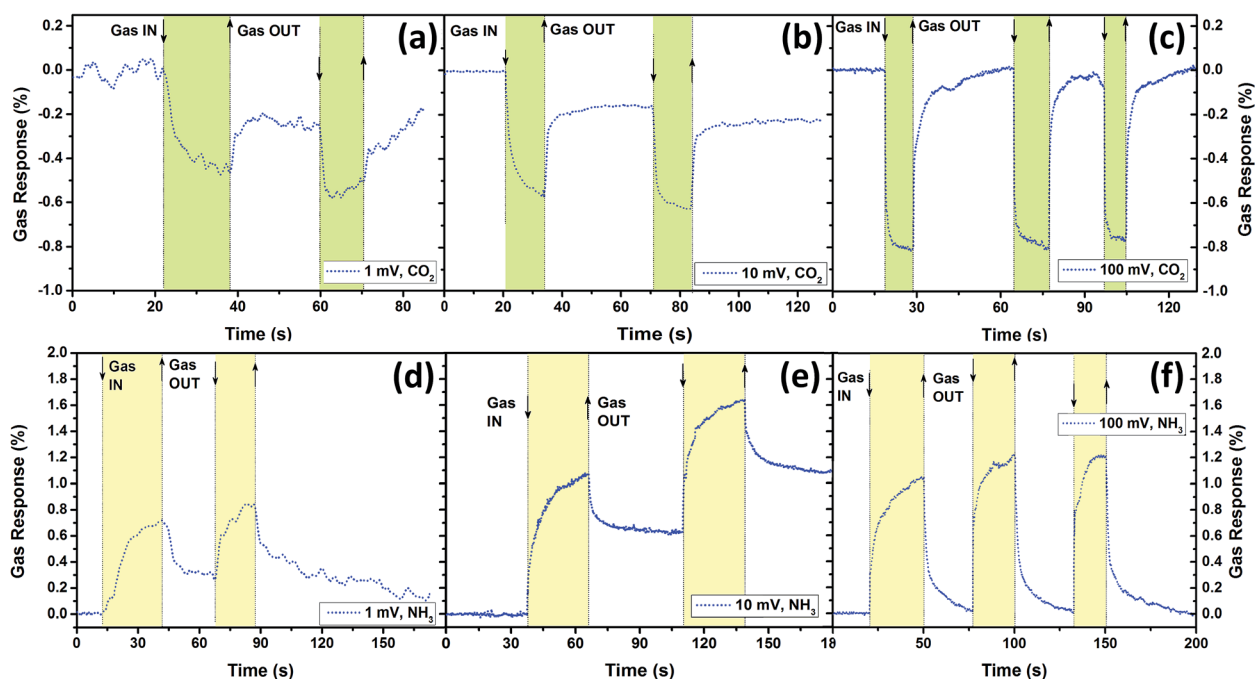 Gas Response (%)
0.2
0.0
-0.2
-0.4
-0.6
-0.8
-1.0
Gas IN
Gas OUT
(a)
1 mV, CO₂
0 20 40 60 80
Time (s)
Gas IN
Gas OUT
(b)
10 mV, CO₂
0 20 40 60 80 100 120
Time (s)
Gas IN
Gas OUT
(c)
100 mV, CO₂
0 30 60 90 120
Time (s)
0.2
0.0
-0.2
-0.4
-0.6
-0.8
-1.0
Gas Response (%)
Gas Response (%)
2.0
1.8
1.6
1.4
1.2
1.0
0.8
0.6
0.4
0.2
0.0
Gas
IN
Gas
OUT
(d)
1 mV, NH₃
0 30 60 90 120 150
Time (s)
Gas
IN
Gas
OUT
(e)
10 mV, NH₃
0 30 60 90 120 150 18
Time (s)
Gas
IN
Gas
OUT
(f)
100 mV, NH₃
50 100 150 200
Time (s)
2.0
1.8
1.6
1.4
1.2
1.0
0.8
0.6
0.4
0.2
0.0
Gas Response (%)